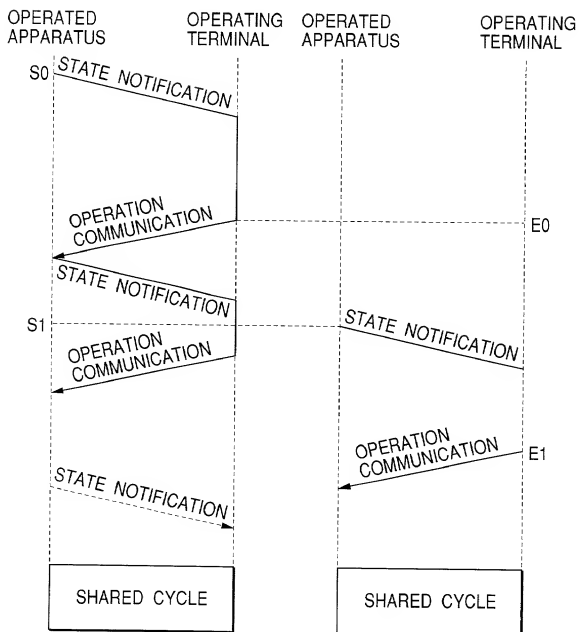 OPERATED
APPARATUS
OPERATING
TERMINAL
OPERATED
APPARATUS
OPERATING
TERMINAL
S0
STATE NOTIFICATION
OPERATION
COMMUNICATION
E0
STATE NOTIFICATION
S1
STATE NOTIFICATION
OPERATION
COMMUNICATION
OPERATION
COMMUNICATION
E1
STATE NOTIFICATION
SHARED CYCLE
SHARED CYCLE